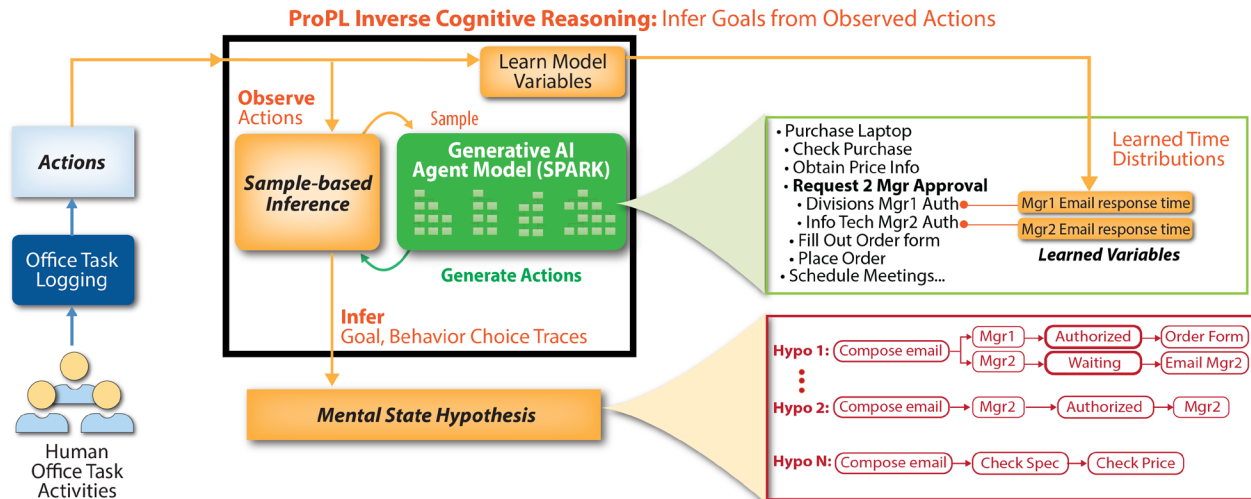 ProPL Inverse Cognitive Reasoning: Infer Goals from Observed Actions
Learn Model
Variables
Observe
Actions
Sample
Actions
Sample-based
Inference
Generative AI
Agent Model (SPARK)
Office Task
Logging
Generate Actions
Infer
Goal, Behavior Choice Traces
Mental State Hypothesis
Human
Office Task
Activities
• Purchase Laptop
• Check Purchase
• Obtain Price Info
• Request 2 Mgr Approval
• Divisions Mgr1 Auth
• Info Tech Mgr2 Auth
• Fill Out Order form
• Place Order
• Schedule Meetings...
Learned Time
Distributions
Mgr1 Email response time
Mgr2 Email response time
Learned Variables
Hypo 1: Compose email Mgr1 Authorized Order Form
Mgr2 Waiting Email Mgr2
Hypo 2: Compose email Mgr2 Authorized Mgr2
Hypo N: Compose email Check Spec Check Price